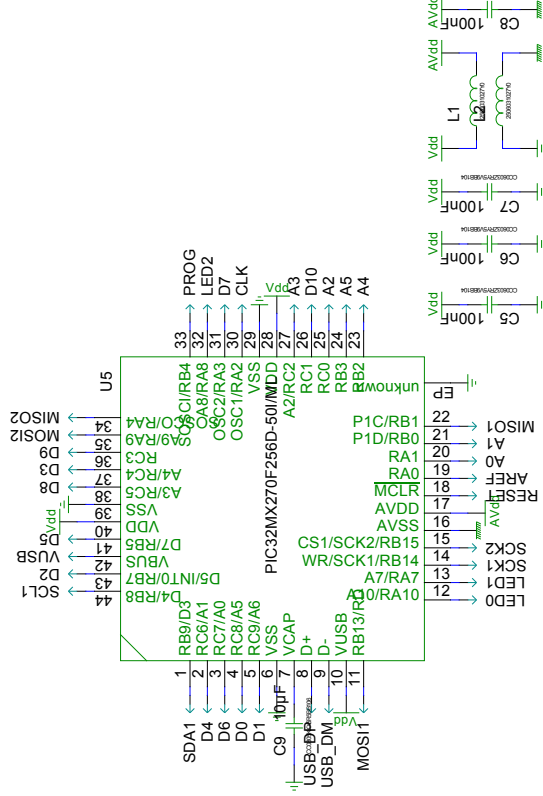 AVdd
100nF
C8
AVdd
L1
L2
Vdd
Vdd
100nF
C7
CC0603ZRY5V9BB104
Vdd
100nF
C6
CC0603ZRY5V9BB104
Vdd
100nF
C5
PROG
LED2
D7
CLK
Vdd
A3
D10
A2
A5
A4
33
32
31
30
29
28
27
26
25
24
23
SOSCI/RB4
A8/RA8
OSC2/RA3
OSC1/RA2
VSS
VDD
A2/RC2
RC1
RC0
RB3
RB2
U5
PIC32MX270F256D-50I/ML
unknown
EP
MISO2
MOSI2
D9
D3
D8
Vdd
D5
VUSB
D2
SCL1
34
35
36
37
38
39
40
41
42
43
44
SOSCO/RA4
A9/RA9
RC3
A4/RC4
A3/RC5
VSS
VDD
D7/RB5
VBUS
D5/INT0/RB7
D4/RB8
P1C/RB1
P1D/RB0
RA1
RA0
MCLR
AVDD
AVSS
CS1/SCK2/RB15
WR/SCK1/RB14
A7/RA7
A10/RA10
22
21
20
19
18
17
16
15
14
13
12
MISO1
A1
A0
AREF
RESET
AVdd
SCK2
SCK1
LED1
LED0
RB9/D3
RC6/A1
RC7/A0
RC8/A5
RC9/A6
VSS
VCAP
D+
D-
VUSB
RB13/RD
1
2
3
4
5
6
7
8
9
10
11
SDA1
D4
D6
D0
D1
C9
10µF
USB_DP
USB_DM
Vdd
MOSI1